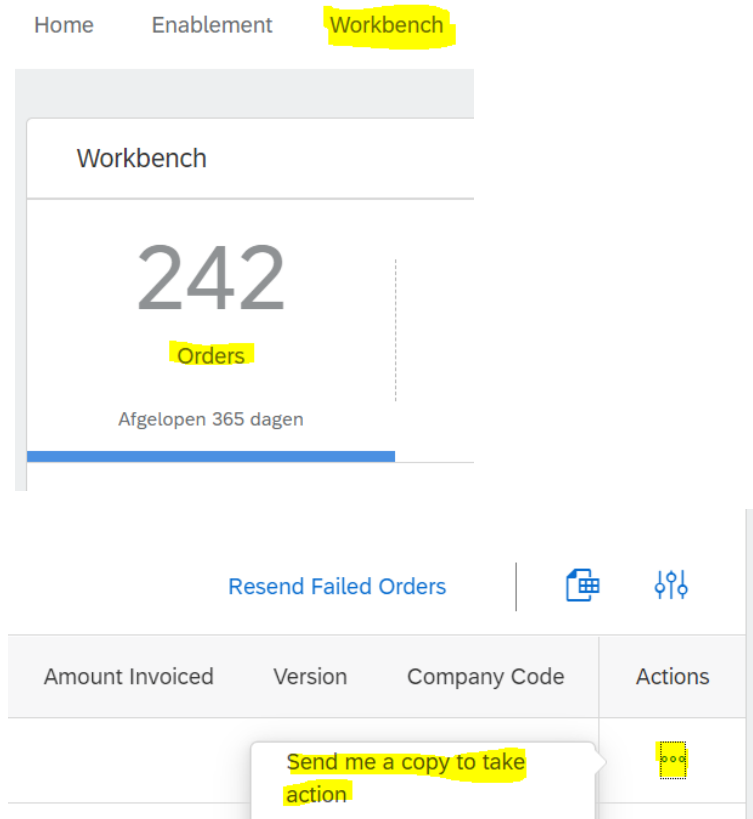 Home Enablement Workbench
Workbench
242
Orders
Afgelopen 365 dagen
Resend Failed Orders
Amount Invoiced Version Company Code Actions
Send me a copy to take
action